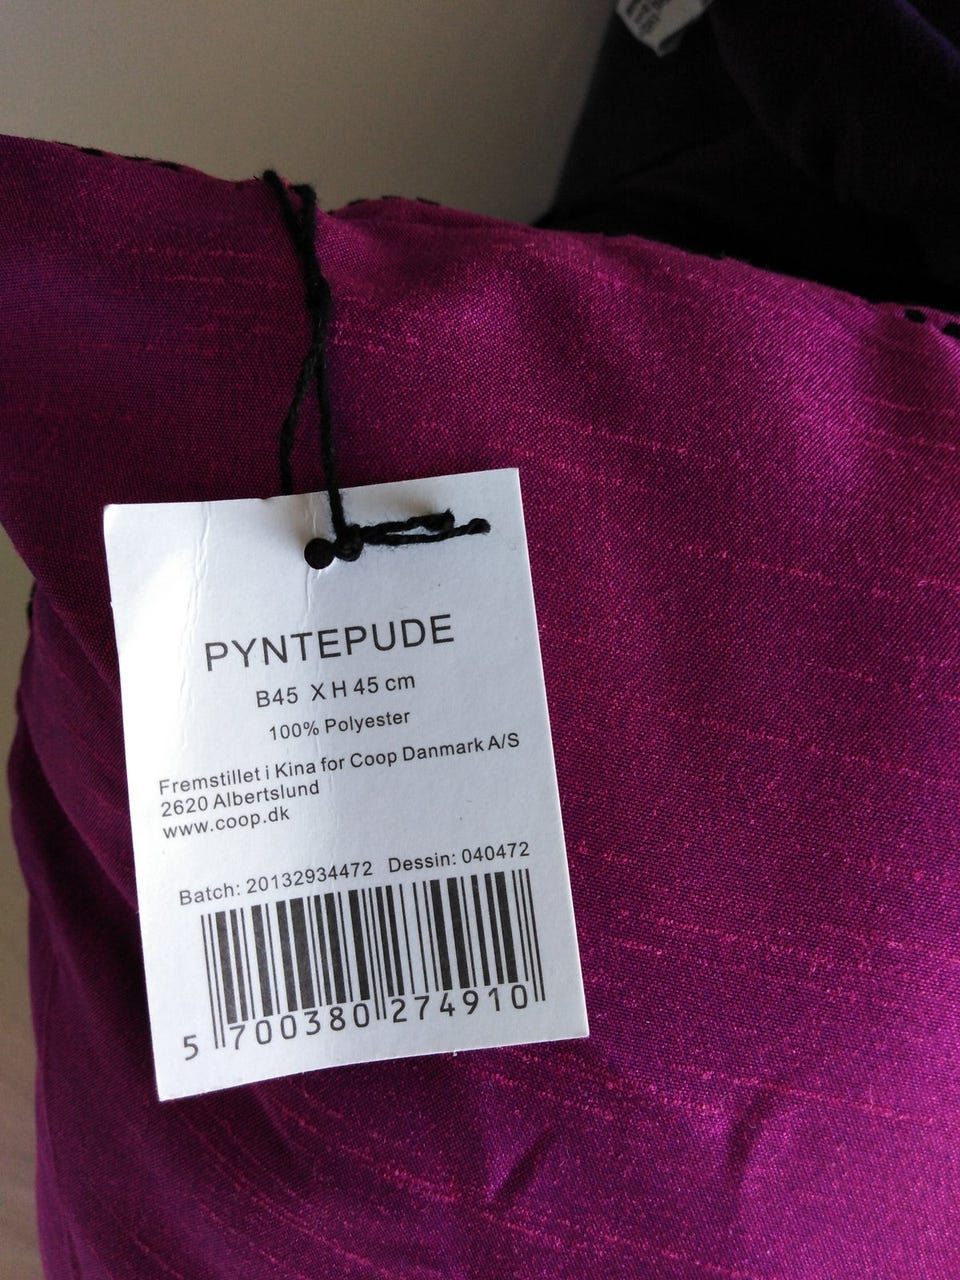 PYNTEPUDE
B45 X H 45 cm
100% Polyester
Fremstillet i Kina for Coop Danmark A/S
2620 Albertslund
www.coop.dk
Batch: 20132934472 Dessin: 040472
5 700380 274910